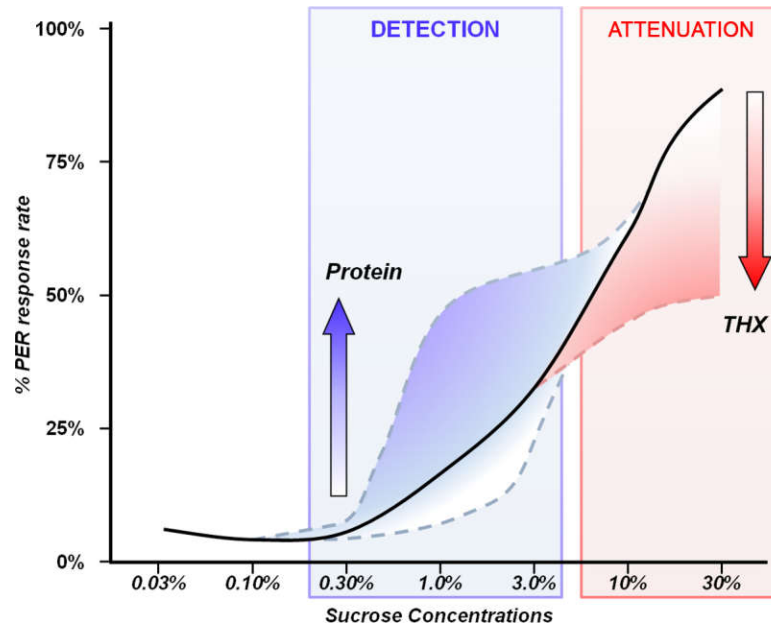 DETECTION
ATTENUATION
100%
75%
50%
25%
0%
% PER response rate
Protein
THX
0.03%
0.10%
0.30%
1.0%
3.0%
10%
30%
Sucrose Concentrations